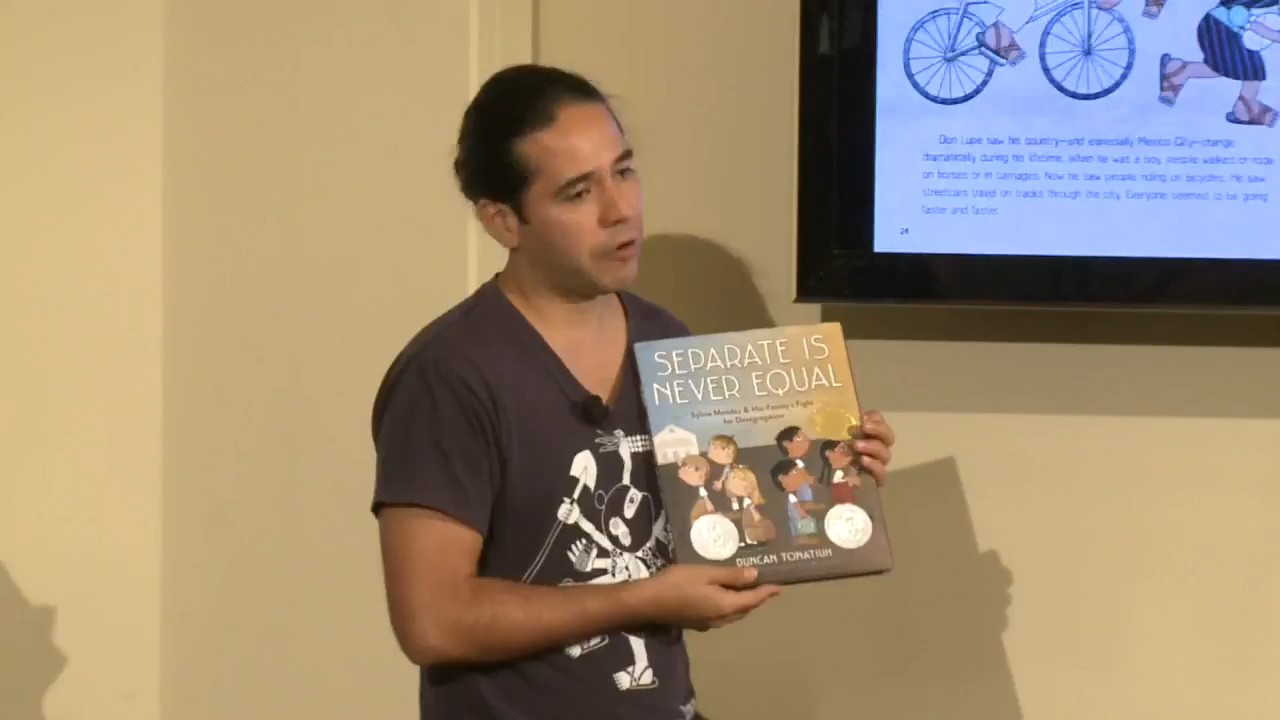 Don Lupe saw his country—and especially Mexico City—change
dramatically during his lifetime. When he was a boy, people walked or rode
on horses or in carriages. Now he saw people riding on bicycles. He saw
streetcars travel on tracks through the city. Everyone seemed to be going
faster and faster.
24
SEPARATE IS
NEVER EQUAL
Sylvia Mendez & Her Family's Fight
for Desegregation
DUNCAN TONATIUH